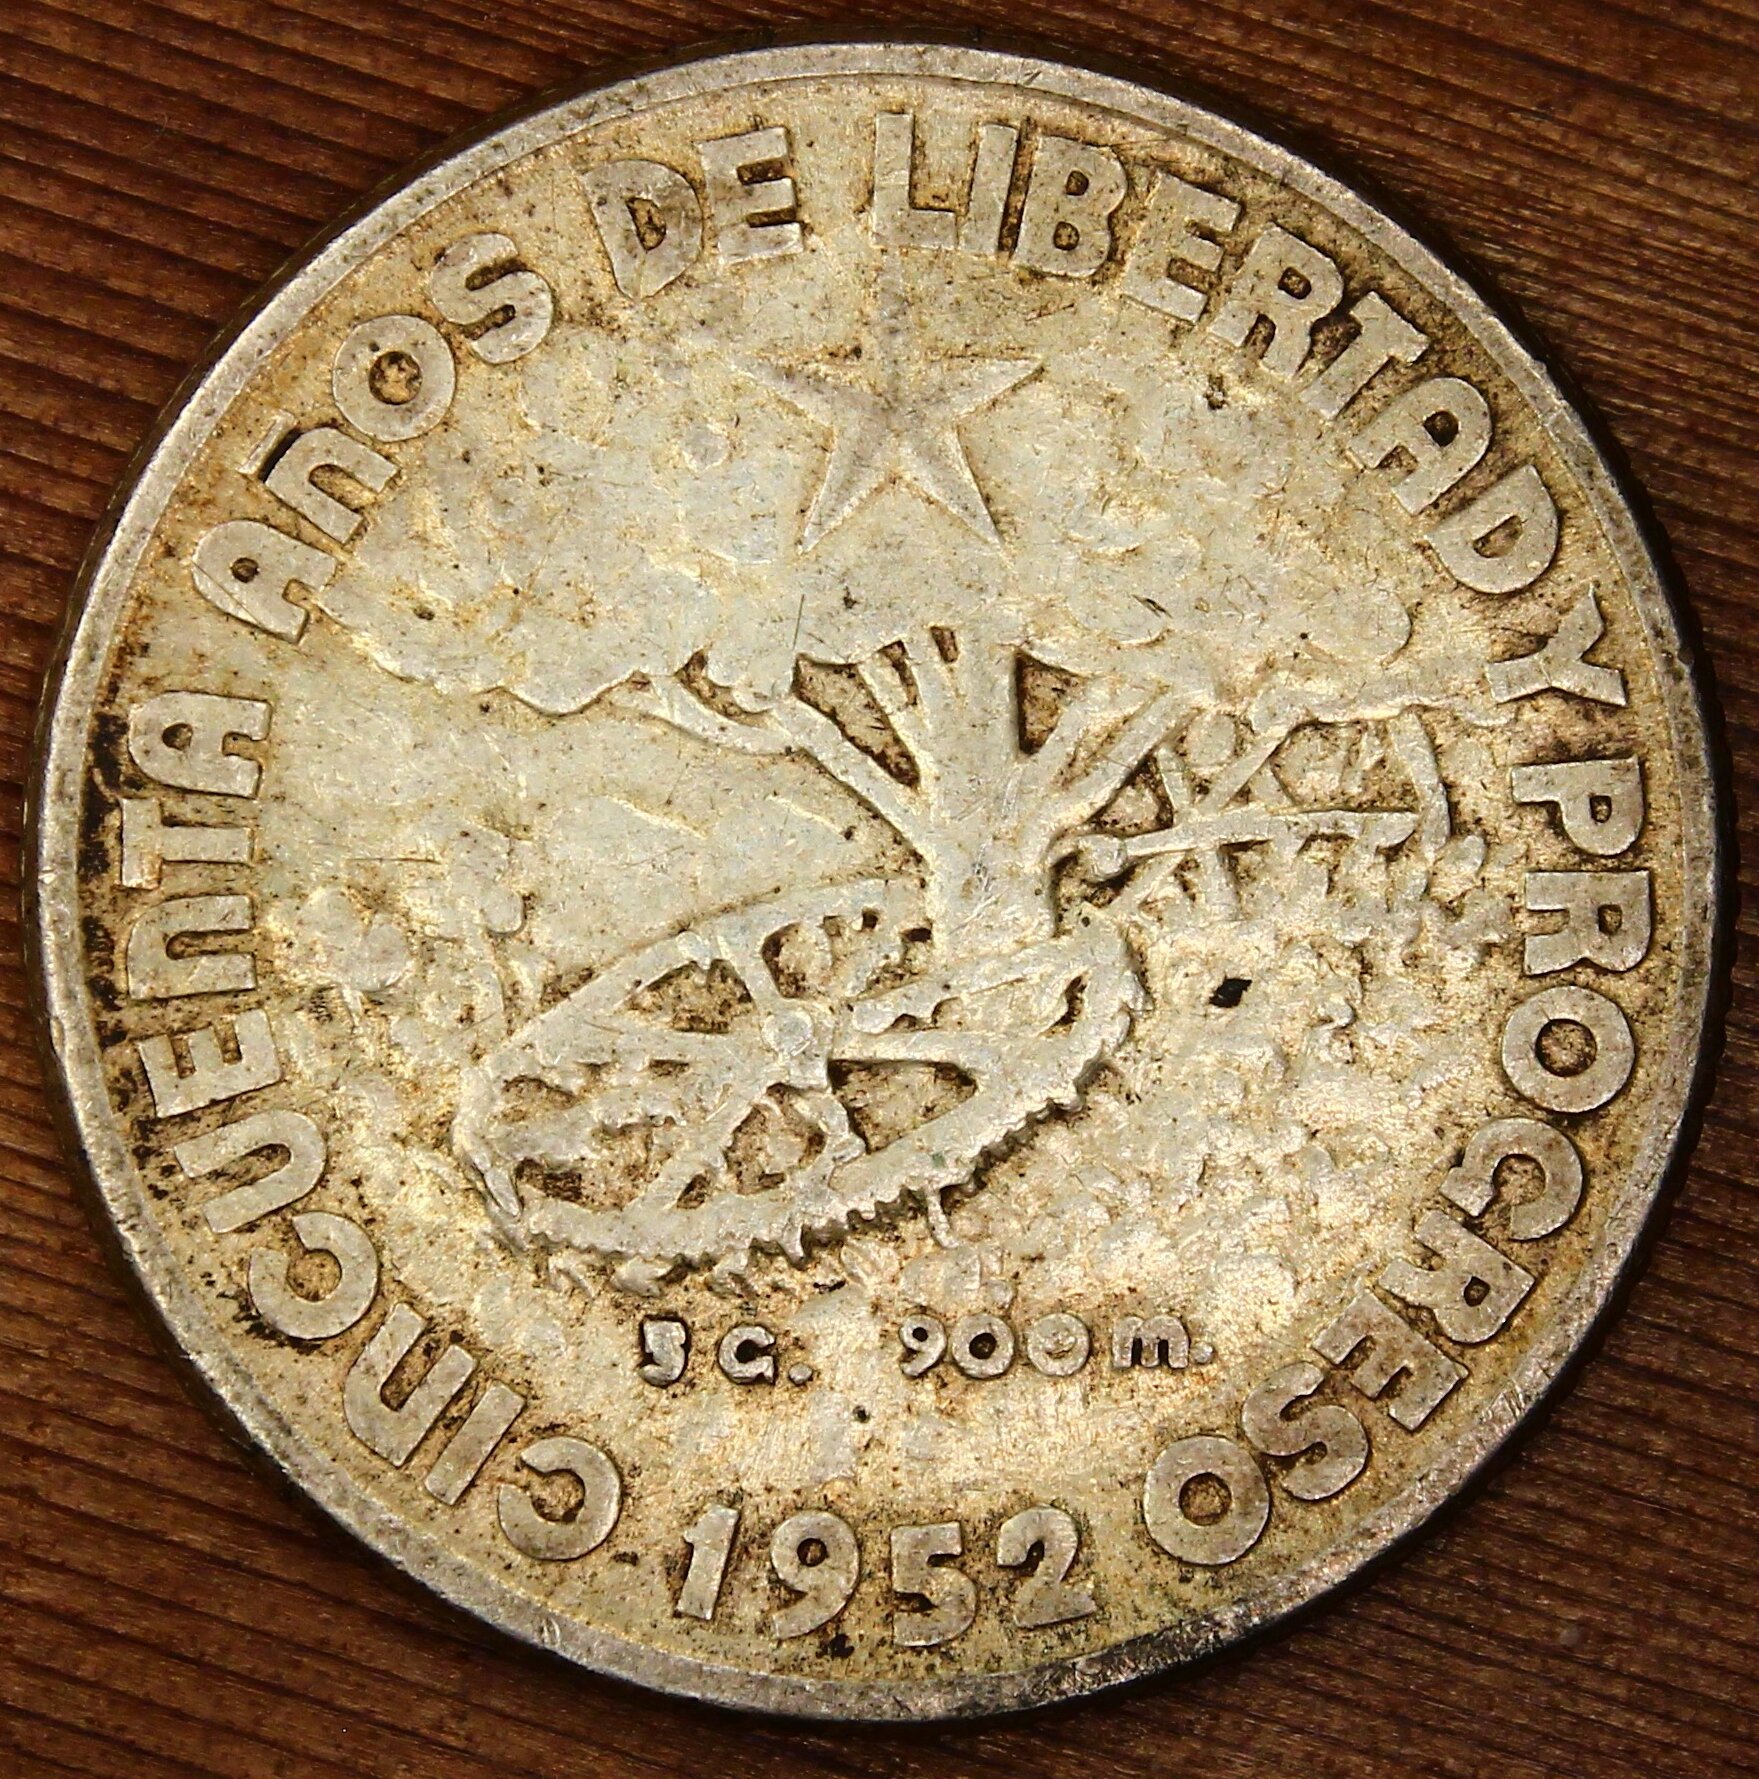 CINCUENTA AÑOS DE LIBERTAD Y PROGRESO
5 G. 900 M.
1952